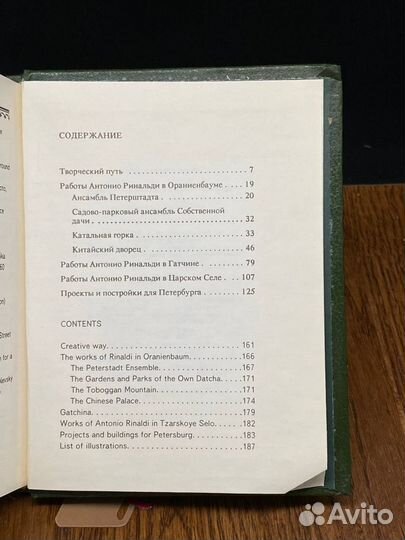 СОДЕРЖАНИЕ
Творческий путь . . . . . . . . . . 7
Работы Антонио Ринальди в Ораниенбауме . . . 19
Ансамбль Петерштадта . . . . . . . 20
Садово-парковый ансамбль Собственной
дачи . . . . . . . . . . . 32
Катальная горка . . . . . . . . . 33
Китайский дворец . . . . . . . . 46
Работы Антонио Ринальди в Гатчине . . . . 79
Работы Антонио Ринальди в Царском Селе . . 107
Проекты и постройки для Петербурга . . . . 125
CONTENTS
Creative way. . . . . . . . . . 161
The works of Rinaldi in Oranienbaum. . . . . 166
The Peterstadt Ensemble. . . . . . 167
The Gardens and Parks of the Own Datcha. . . 171
The Toboggan Mountain. . . . . . . 171
The Chinese Palace. . . . . . . . 174
Gatchina. . . . . . . . . . . 179
Works of Antonio Rinaldi in Tzarskoye Selo. . . 182
Projects and buildings for Petersburg. . . . 183
List of illustrations. . . . . . . . . 187
Street
for a
Avito